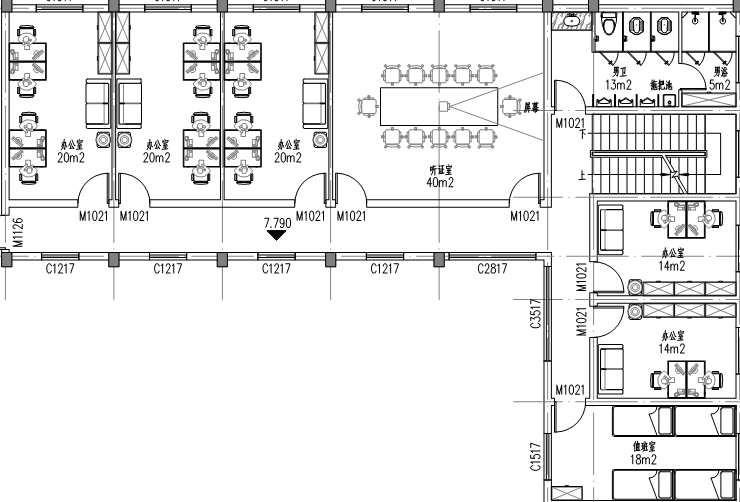 男卫
13m2
拖把池
男浴
5m2
屏幕
M1021
下
上
办公室
20m2
办公室
20m2
办公室
20m2
听证室
40m2
M1021
M1021
M1021
M1021
M1021
M1126
7.790
C1217
C1217
C1217
C1217
C2817
办公室
14m2
M1021
C3517
M1021
办公室
14m2
M1021
C1517
值班室
18m2